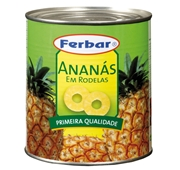 Ferbar
ANANÁS
EM RODELAS
PRIMEIRA QUALIDADE